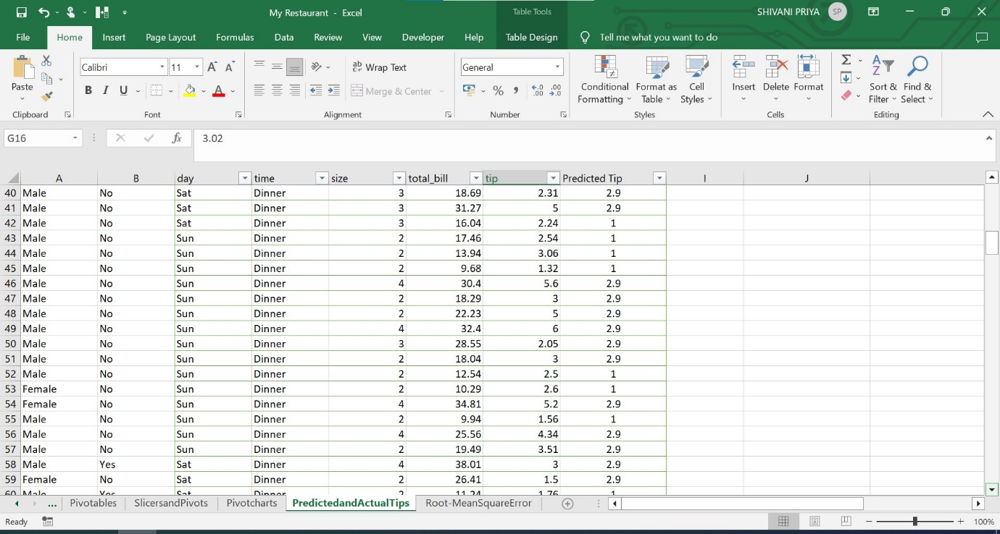 My Restaurant - Excel
Table Tools
SHIVANI PRIYA SP
File Home Insert Page Layout Formulas Data Review View Developer Help Table Design Tell me what you want to do
Calibri 11 A A ab Wrap Text General
Paste B I U A Merge & Center % Conditional Formatting Format as Table Cell Styles Insert Delete Format Sort & Filter Find & Select
Clipboard Font Alignment Number Styles Cells Editing
G16 fx 3.02
A B day time size total_bill tip Predicted Tip I J
40 Male No Sat Dinner 3 18.69 2.31 2.9
41 Male No Sat Dinner 3 31.27 5 2.9
42 Male No Sat Dinner 3 16.04 2.24 1
43 Male No Sun Dinner 2 17.46 2.54 1
44 Male No Sun Dinner 2 13.94 3.06 1
45 Male No Sun Dinner 2 9.68 1.32 1
46 Male No Sun Dinner 4 30.4 5.6 2.9
47 Male No Sun Dinner 2 18.29 3 2.9
48 Male No Sun Dinner 2 22.23 5 2.9
49 Male No Sun Dinner 4 32.4 6 2.9
50 Male No Sun Dinner 3 28.55 2.05 2.9
51 Male No Sun Dinner 2 18.04 3 2.9
52 Male No Sun Dinner 2 12.54 2.5 1
53 Female No Sun Dinner 2 10.29 2.6 1
54 Female No Sun Dinner 4 34.81 5.2 2.9
55 Male No Sun Dinner 2 9.94 1.56 1
56 Male No Sun Dinner 4 25.56 4.34 2.9
57 Male No Sun Dinner 2 19.49 3.51 2.9
58 Male Yes Sat Dinner 4 38.01 3 2.9
59 Female No Sat Dinner 2 26.41 1.5 2.9
60 Male Yes Sat Dinner 2 11.24 1.76 1
... Pivotables SlicersandPivots Pivotcharts PredictedandActualTips Root-MeanSquareError
Ready 100%